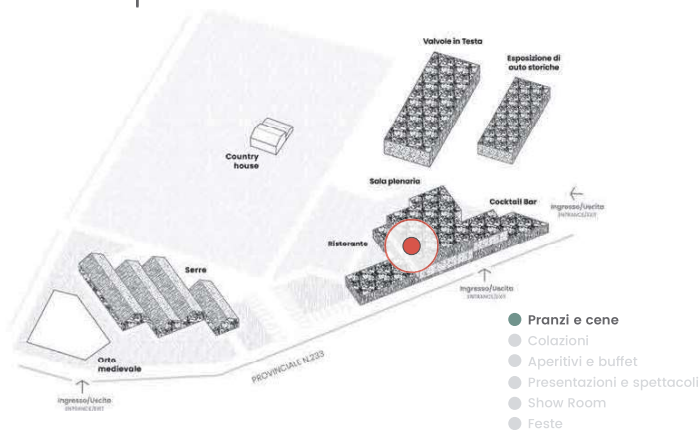 Valvole in Testa
Esposizione di
auto storiche
Country
house
Sala plenaria
Cocktail Bar
Ingresso/Uscita
ENTRANCE/EXIT
Ristorante
Serre
Ingresso/Uscita
ENTRANCE/EXIT
Orto
medievale
PROVINCIALE N.233
Ingresso/Uscita
ENTRANCE/EXIT
Pranzi e cene
Colazioni
Aperitivi e buffet
Presentazioni e spettacoli
Show Room
Feste